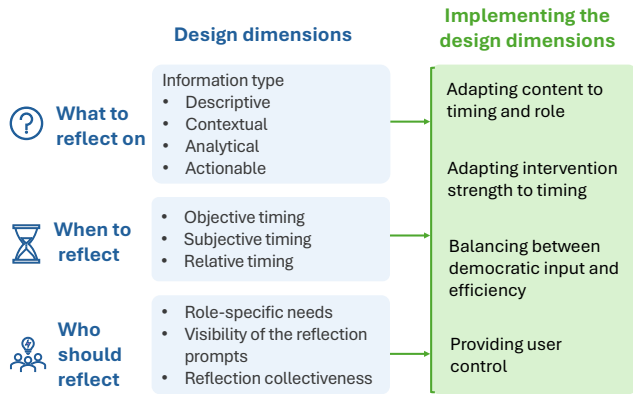 Design dimensions
Implementing the
design dimensions
What to
reflect on
Information type
• Descriptive
• Contextual
• Analytical
• Actionable
When to
reflect
• Objective timing
• Subjective timing
• Relative timing
Who
should
reflect
• Role-specific needs
• Visibility of the reflection
prompts
• Reflection collectiveness
Adapting content to
timing and role
Adapting intervention
strength to timing
Balancing between
democratic input and
efficiency
Providing user
control